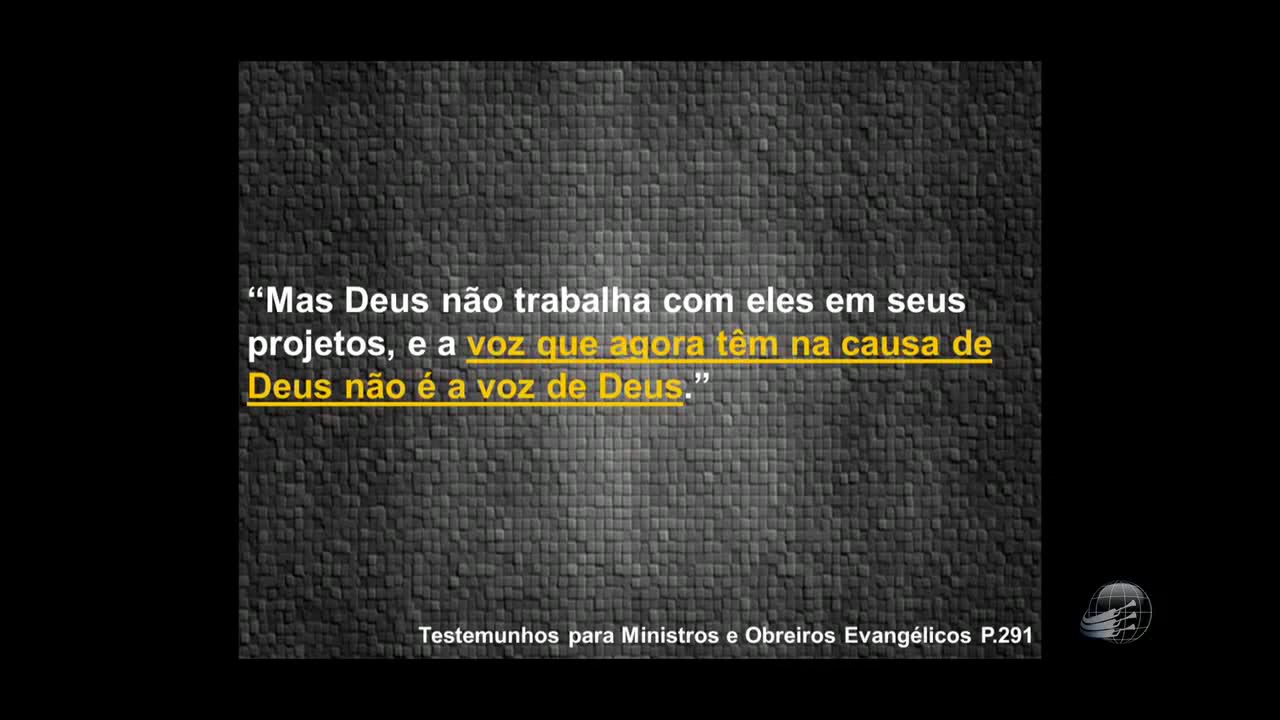 “Mas Deus não trabalha com eles em seus
projetos, e a voz que agora têm na causa de
Deus não é a voz de Deus.”
Testemunhos para Ministros e Obreiros Evangélicos P.291